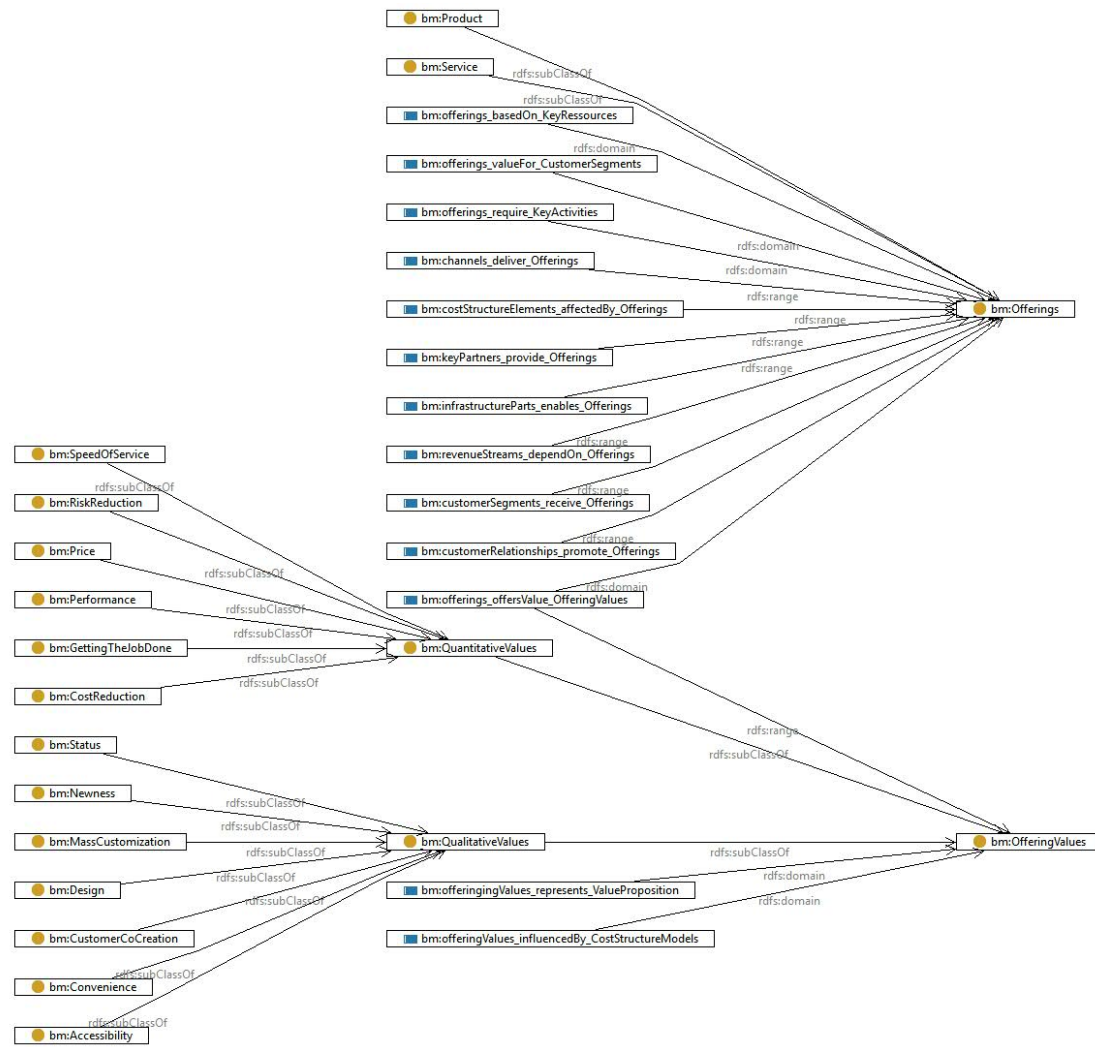 bm:Product
bm:Service
rdfs:subClassOf
rdfs:subClassOf
bm:offerings_basedOn_KeyRessources
rdfs:domain
bm:offerings_valueFor_CustomerSegments
bm:offerings_require_KeyActivities
rdfs:domain
bm:channels_deliver_Offerings
rdfs:domain
rdfs:range
bm:costStructureElements_affectedBy_Offerings
bm:Offerings
rdfs:range
rdfs:range
bm:keyPartners_provide_Offerings
rdfs:range
bm:infrastructureParts_enables_Offerings
rdfs:range
bm:revenueStreams_dependOn_Offerings
rdfs:range
bm:customerSegments_receive_Offerings
rdfs:range
bm:customerRelationships_promote_Offerings
rdfs:domain
bm:offerings_offersValue_OfferingValues
bm:SpeedOfService
rdfs:subClassOf
bm:RiskReduction
bm:Price
rdfs:subClassOf
bm:Performance
rdfs:subClassOf
rdfs:subClassOf
bm:GettingTheJobDone
bm:QuantitativeValues
rdfs:subClassOf
rdfs:subClassOf
bm:CostReduction
rdfs:range
rdfs:subClassOf
bm:Status
bm:Newness
rdfs:subClassOf
rdfs:subClassOf
bm:MassCustomization
bm:QualitativeValues
bm:OfferingValues
rdfs:subClassOf
rdfs:subClassOf
rdfs:subClassOf
rdfs:domain
bm:Design
bm:offeringingValues_represents_ValueProposition
rdfs:subClassOf
rdfs:domain
bm:CustomerCoCreation
bm:offeringValues_influencedBy_CostStructureModels
rdfs:subClassOf
bm:Convenience
rdfs:subClassOf
bm:Accessibility